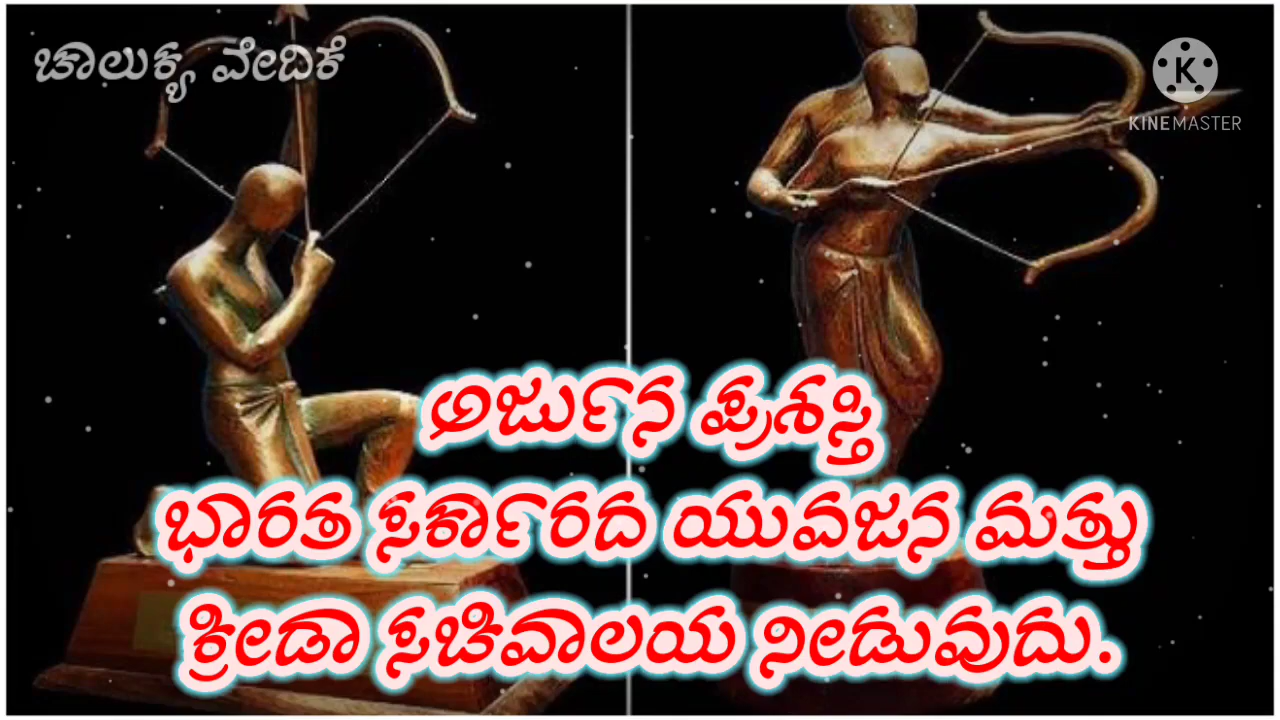 ಚಾಲುಕ್ಯ ವೇದಿಕೆ
K
KINEMASTER
ಅರ್ಜುನ ಪ್ರಶಸ್ತಿ
ಭಾರತ ಸರ್ಕಾರದ ಯುವಜನ ಮತ್ತು
ಕ್ರೀಡಾ ಸಚಿವಾಲಯ ನೀಡುವುದು.